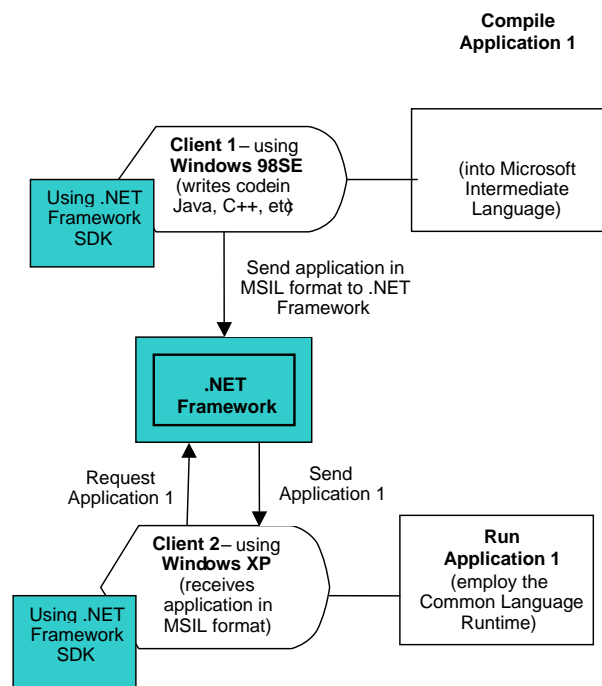 Compile
Application 1
Client 1 – using
Windows 98SE
(writes codein
Java, C++, etc)
(into Microsoft
Intermediate
Language)
Using .NET
Framework
SDK
Send application in
MSIL format to .NET
Framework
.NET
Framework
Request
Application 1
Send
Application 1
Client 2 – using
Windows XP
(receives
application in
MSIL format)
Run
Application 1
(employ the
Common Language
Runtime)
Using .NET
Framework
SDK